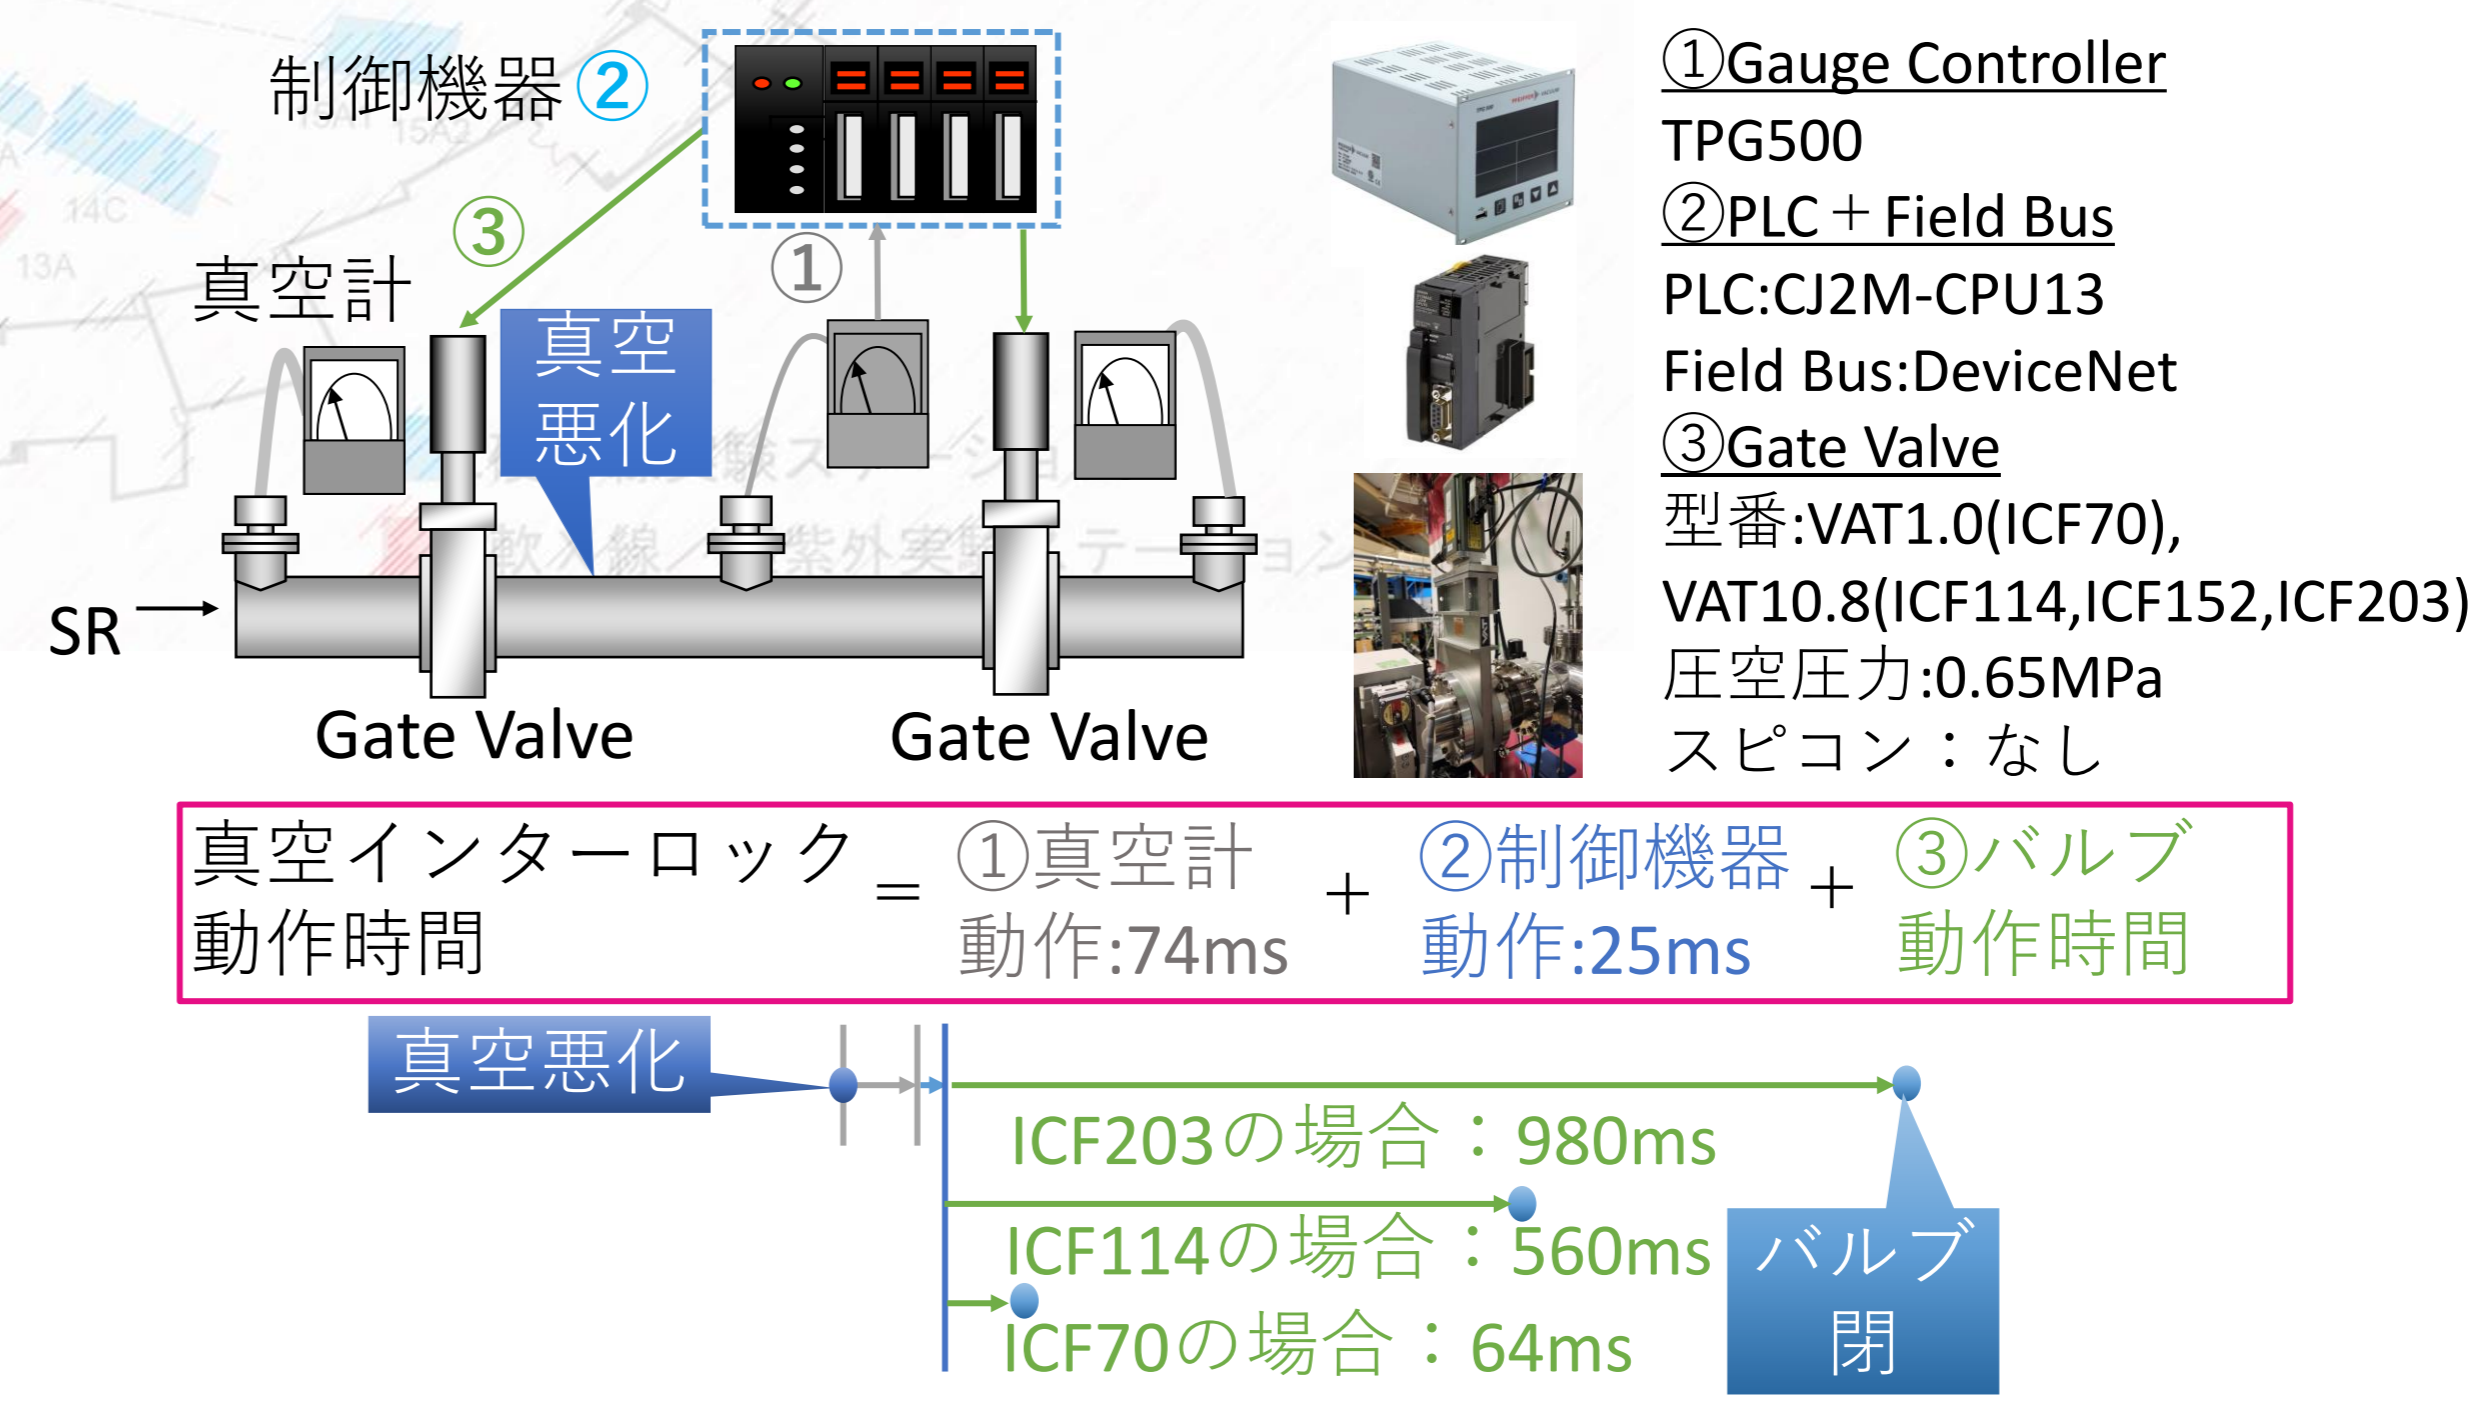 制御機器②
③
①
真空計
真空
悪化
SR
Gate Valve
Gate Valve
15A1
15A2
14C
13A
①Gauge Controller
TPG500
②PLC＋Field Bus
PLC:CJ2M-CPU13
Field Bus:DeviceNet
③Gate Valve
型番:VAT1.0(ICF70),
VAT10.8(ICF114,ICF152,ICF203)
圧空圧力:0.65MPa
スピコン：なし
真空インターロック
動作時間
=
①真空計
動作:74ms
+
②制御機器
動作:25ms
+
③バルブ
動作時間
真空悪化
ICF203の場合：980ms
ICF114の場合：560ms
ICF70の場合：64ms
バルブ
閉